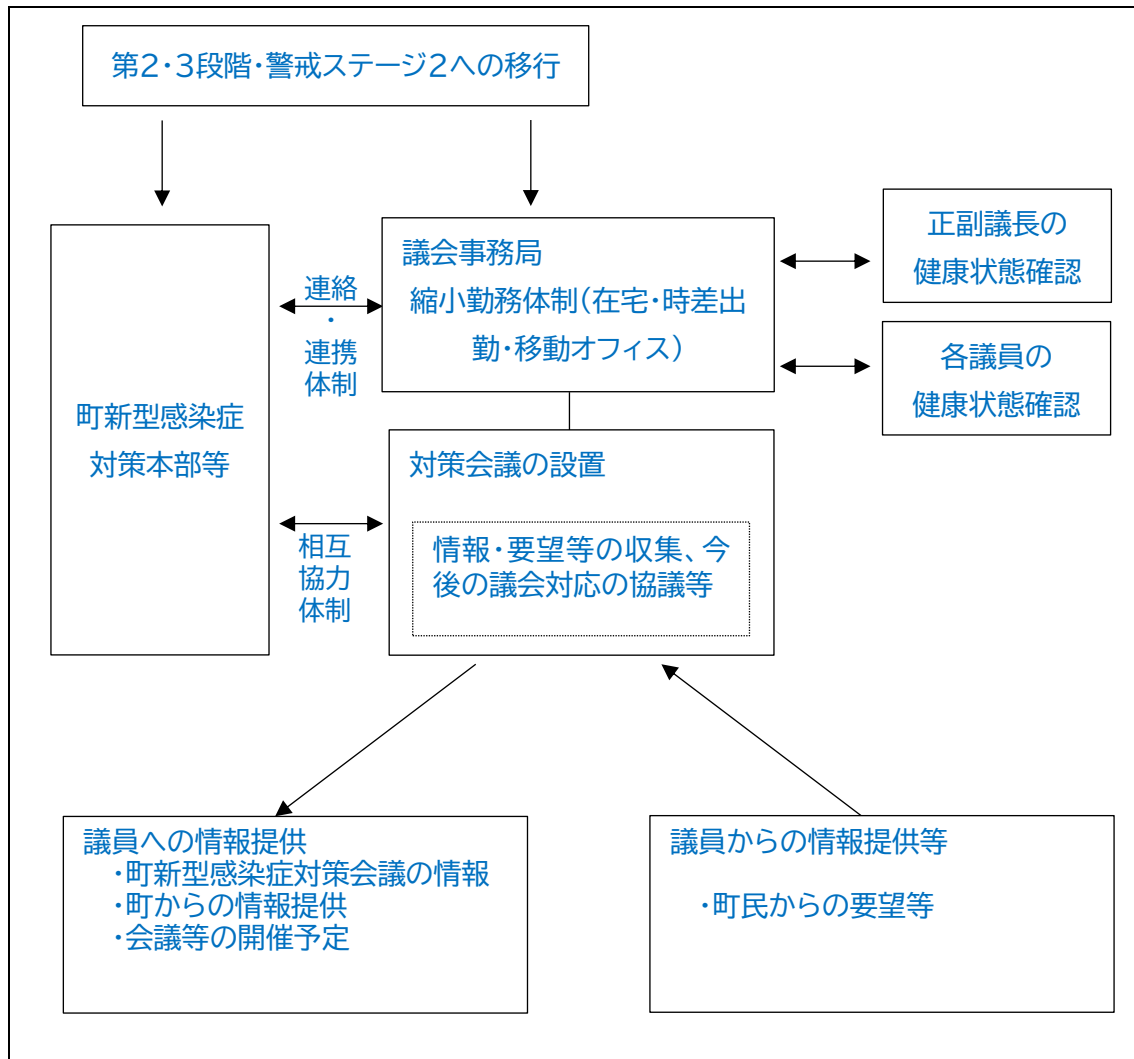 第2・3段階・警戒ステージ2への移行
正副議長の
健康状態確認
議会事務局
縮小勤務体制(在宅・時差出
勤・移動オフィス)
連絡
・
連携
体制
各議員の
健康状態確認
町新型感染症
対策本部等
対策会議の設置
情報・要望等の収集、今
後の議会対応の協議等
相互
協力
体制
議員への情報提供
・町新型感染症対策会議の情報
・町からの情報提供
・会議等の開催予定
議員からの情報提供等
・町民からの要望等